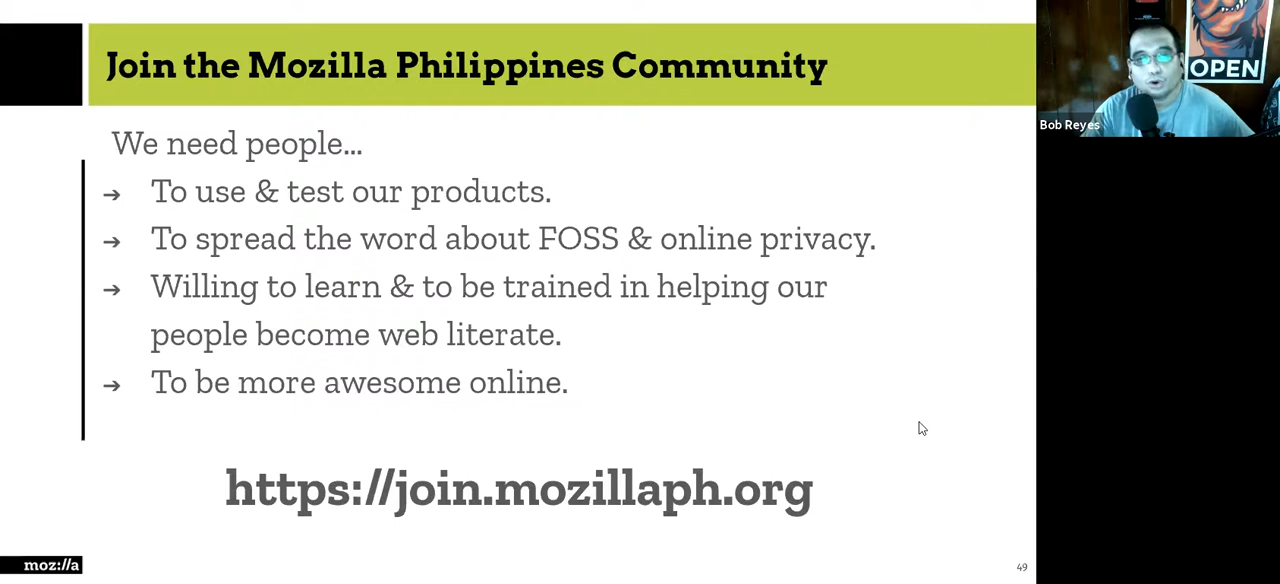 Join the Mozilla Philippines Community
We need people...
➔ To use & test our products.
➔ To spread the word about FOSS & online privacy.
➔ Willing to learn & to be trained in helping our
people become web literate.
➔ To be more awesome online.
https://join.mozillaph.org
moz://a
49
OPEN
Bob Reyes